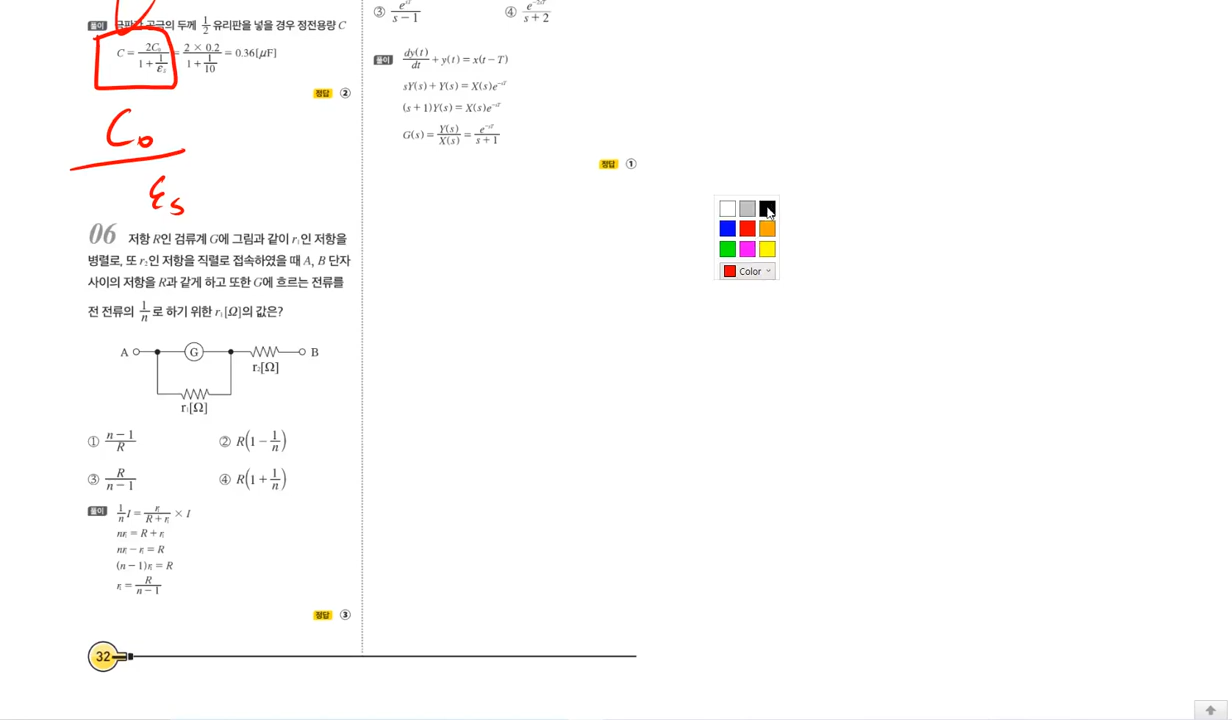 풀이 극판간 공극의 두께 1/2 유리판을 넣을 경우 정전용량 C
C = 2C₀/(1 + 1/εₛ) = (2 × 0.2)/(1 + 1/10) = 0.36[μF]
정답 ②
C₀
εs
06 저항 R인 검류계 G에 그림과 같이 r₁인 저항을
병렬로, 또 r₂인 저항을 직렬로 접속하였을 때 A, B 단자
사이의 저항을 R과 같게 하고 또한 G에 흐르는 전류를
전 전류의 1/n로 하기 위한 r₁[Ω]의 값은?
A G B
r₂[Ω]
r₁[Ω]
① (n−1)/R ② R(1−1/n)
③ R/(n−1) ④ R(1+1/n)
풀이 1/n I = r₁/(R + r₁) × I
nr₁ = R + r₁
nr₁ − r₁ = R
(n − 1)r₁ = R
r₁ = R/(n − 1)
정답 ③
32
③ e^sT/(s−1) ④ e^−2sT/(s+2)
풀이 dy(t)/dt + y(t) = x(t − T)
sY(s) + Y(s) = X(s)e^−sT
(s + 1)Y(s) = X(s)e^−sT
G(s) = Y(s)/X(s) = e^−sT/(s + 1)
정답 ①
Color